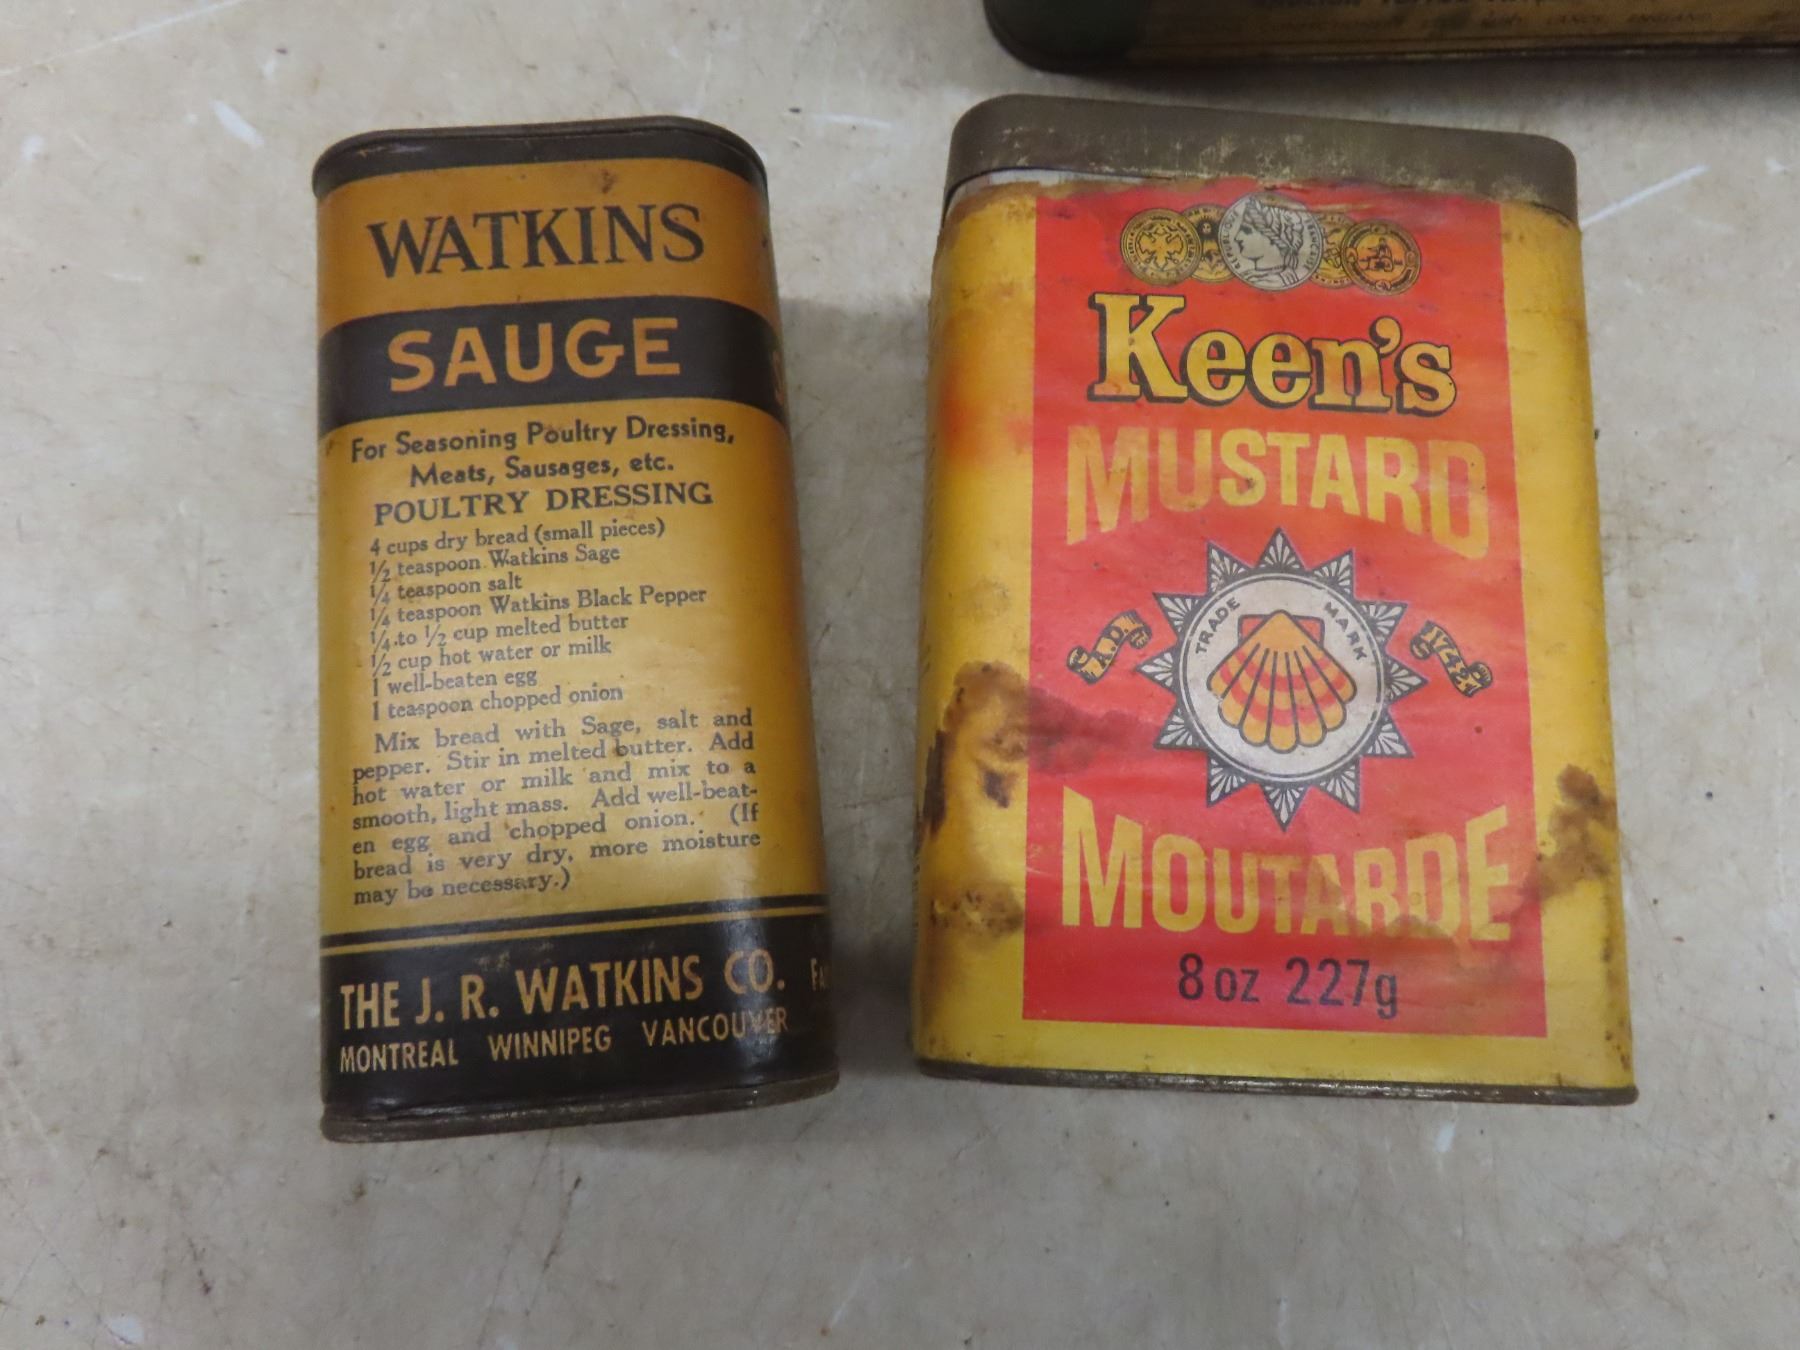 WATKINS
SAUGE
For Seasoning Poultry Dressing,
Meats, Sausages, etc.
POULTRY DRESSING
4 cups dry bread (small pieces)
1/2 teaspoon Watkins Sage
1/4 teaspoon salt
1/4 teaspoon Watkins Black Pepper
1/4 to 1/2 cup melted butter
1/2 cup hot water or milk
1 well-beaten egg
1 teaspoon chopped onion
Mix bread with Sage, salt and
pepper. Stir in melted butter. Add
hot water or milk and mix to a
smooth, light mass. Add well-beat-
en egg and chopped onion. (If
bread is very dry, more moisture
may be necessary.)
THE J. R. WATKINS CO.
MONTREAL WINNIPEG VANCOUVER
REPUBLIQUE FRANCAISE
Keen's
MUSTARD
TRADE MARK
A.D. 1742
MOUTARDE
8 oz 227g
LANCS, ENGLAND